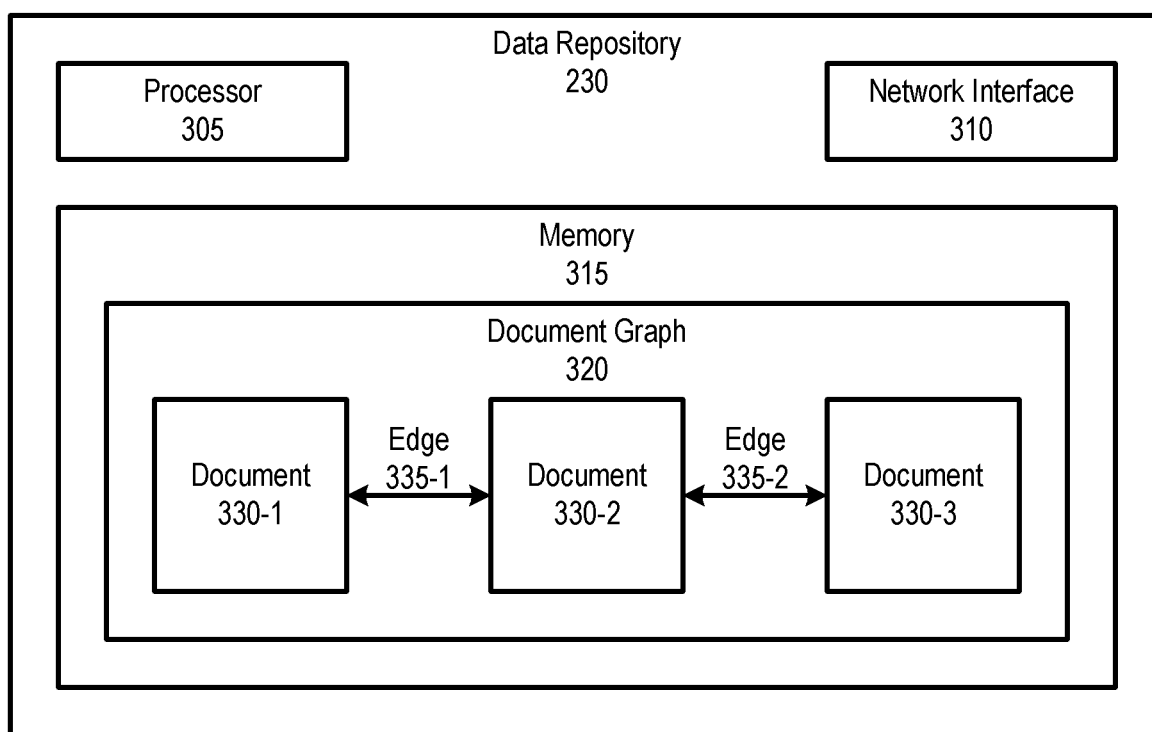 Data Repository
230
Processor
305
Network Interface
310
Memory
315
Document Graph
320
Document
330-1
Edge
335-1
Document
330-2
Edge
335-2
Document
330-3